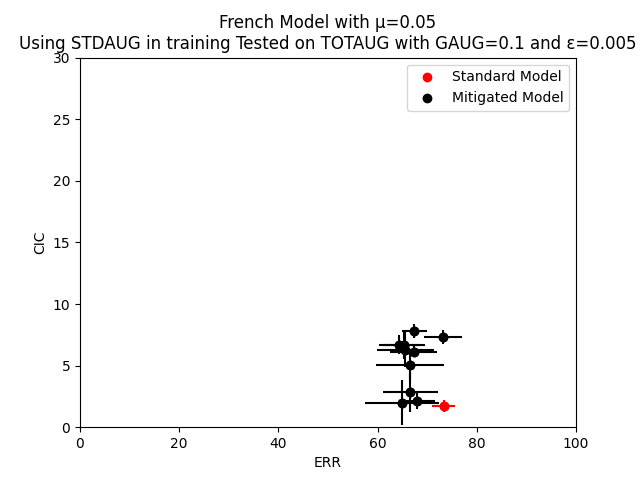 French Model with μ=0.05
Using STDAUG in training Tested on TOTAUG with GAUG=0.1 and ε=0.005
Standard Model
Mitigated Model
30
25
20
15
10
5
0
CIC
0 20 40 60 80 100
ERR